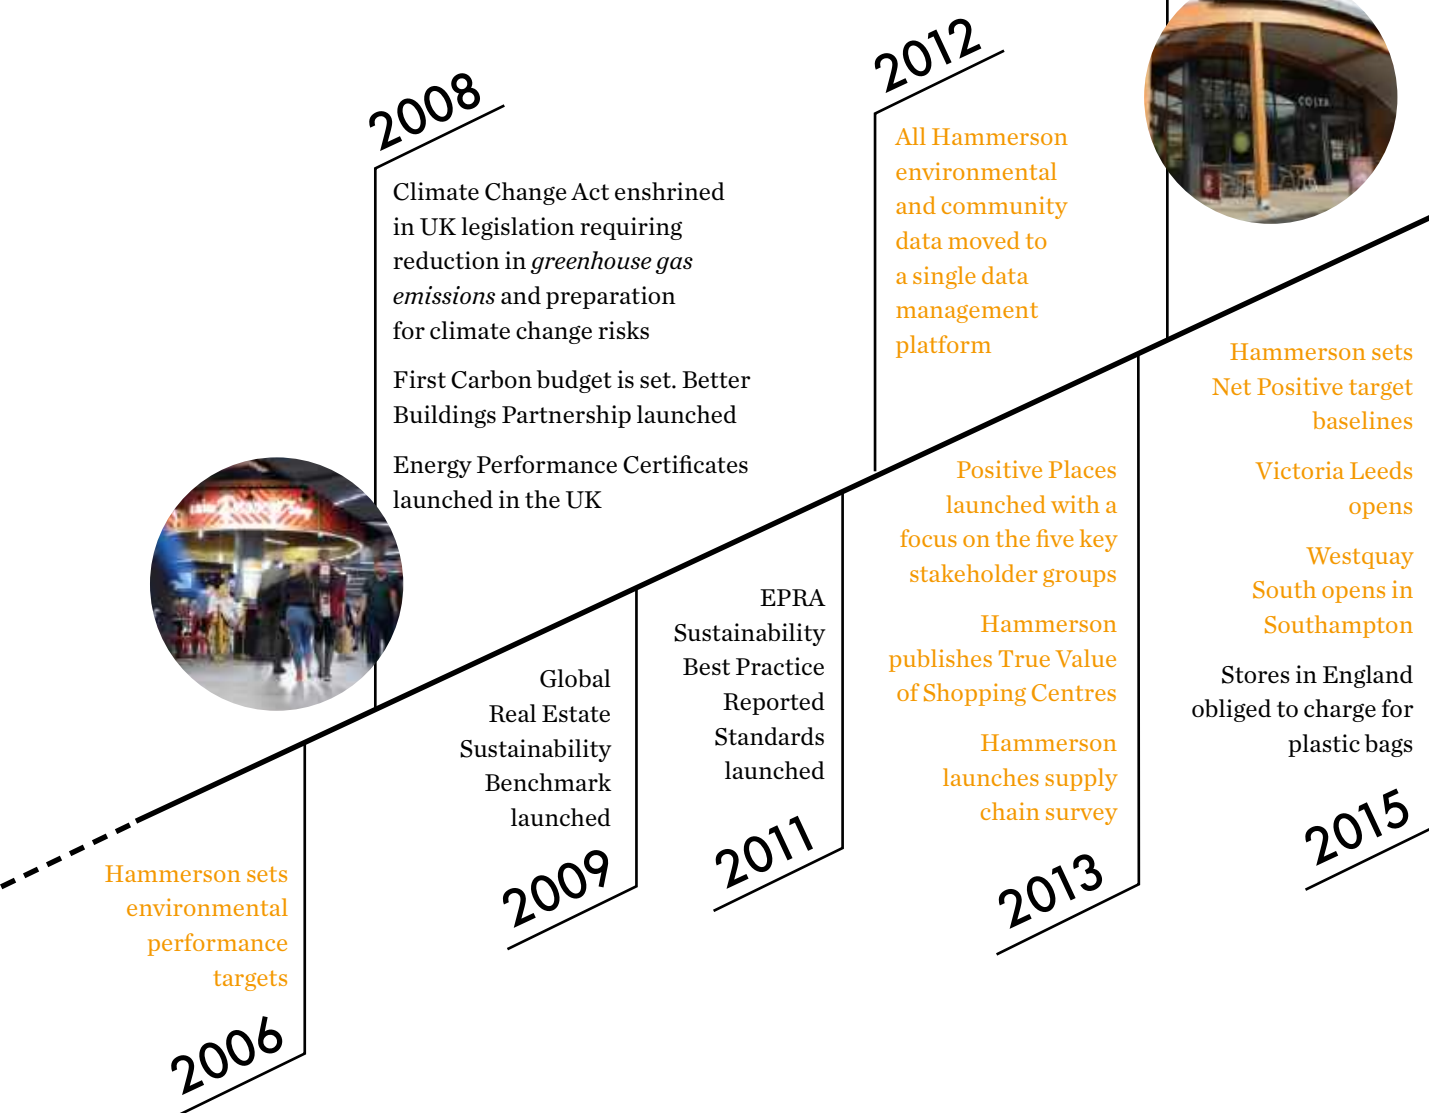 2006
Hammerson sets
environmental
performance
targets
2008
Climate Change Act enshrined
in UK legislation requiring
reduction in greenhouse gas
emissions and preparation
for climate change risks
First Carbon budget is set. Better
Buildings Partnership launched
Energy Performance Certificates
launched in the UK
2009
Global
Real Estate
Sustainability
Benchmark
launched
2011
EPRA
Sustainability
Best Practice
Reported
Standards
launched
2012
All Hammerson
environmental
and community
data moved to
a single data
management
platform
2013
Positive Places
launched with a
focus on the five key
stakeholder groups
Hammerson
publishes True Value
of Shopping Centres
Hammerson
launches supply
chain survey
2015
Hammerson sets
Net Positive target
baselines
Victoria Leeds
opens
Westquay
South opens in
Southampton
Stores in England
obliged to charge for
plastic bags